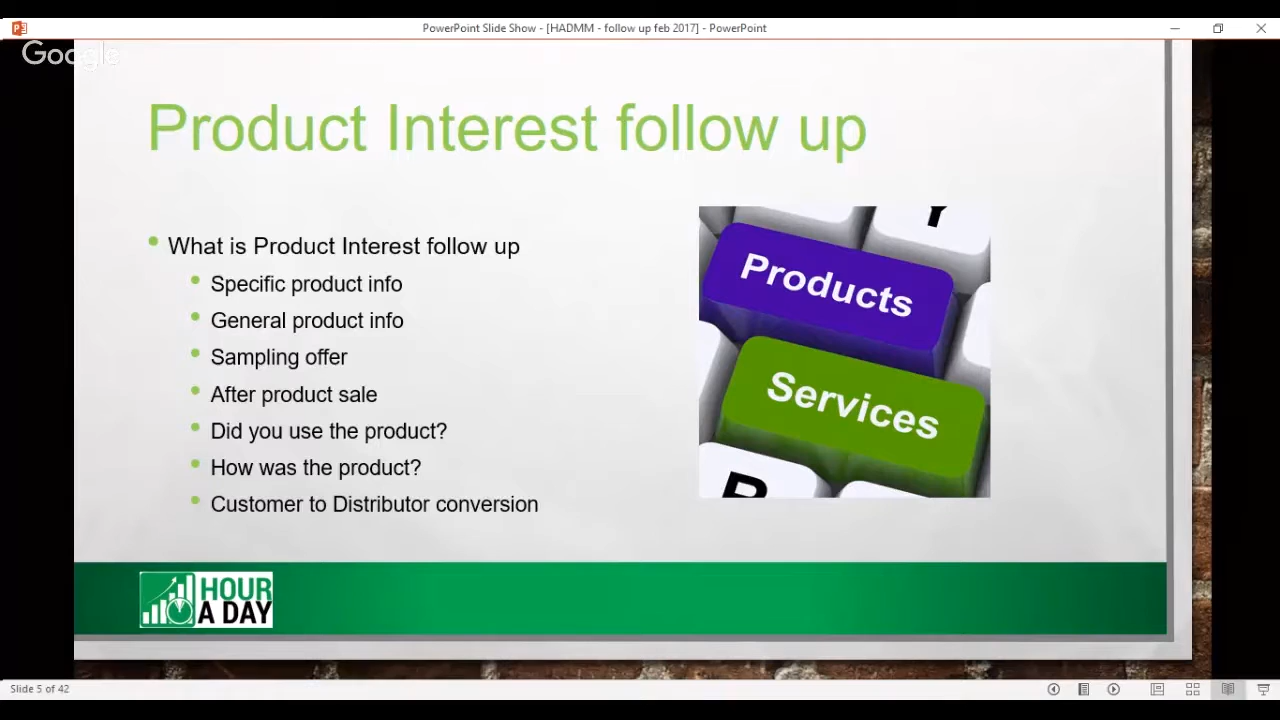 PowerPoint Slide Show - [HADMM - follow up feb 2017] - PowerPoint
Google
Product Interest follow up
What is Product Interest follow up
Specific product info
General product info
Sampling offer
After product sale
Did you use the product?
How was the product?
Customer to Distributor conversion
Y
Products
Services
HOUR
A DAY
Slide 5 of 42